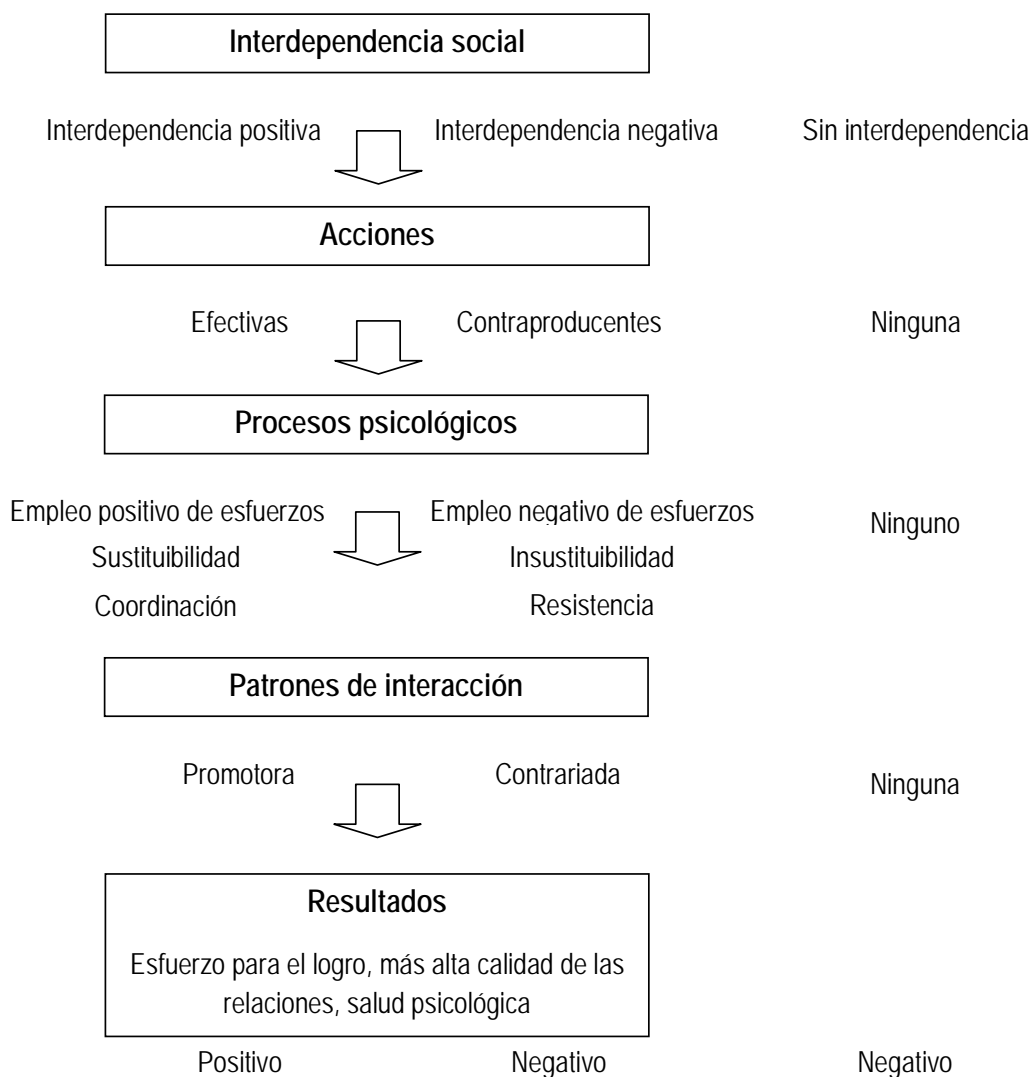 Interdependencia social
Interdependencia positiva
Interdependencia negativa
Sin interdependencia
Acciones
Efectivas
Contraproducentes
Ninguna
Procesos psicológicos
Empleo positivo de esfuerzos
Empleo negativo de esfuerzos
Ninguno
Sustituibilidad
Insustituibilidad
Coordinación
Resistencia
Patrones de interacción
Promotora
Contrariada
Ninguna
Resultados
Esfuerzo para el logro, más alta calidad de las
relaciones, salud psicológica
Positivo
Negativo
Negativo